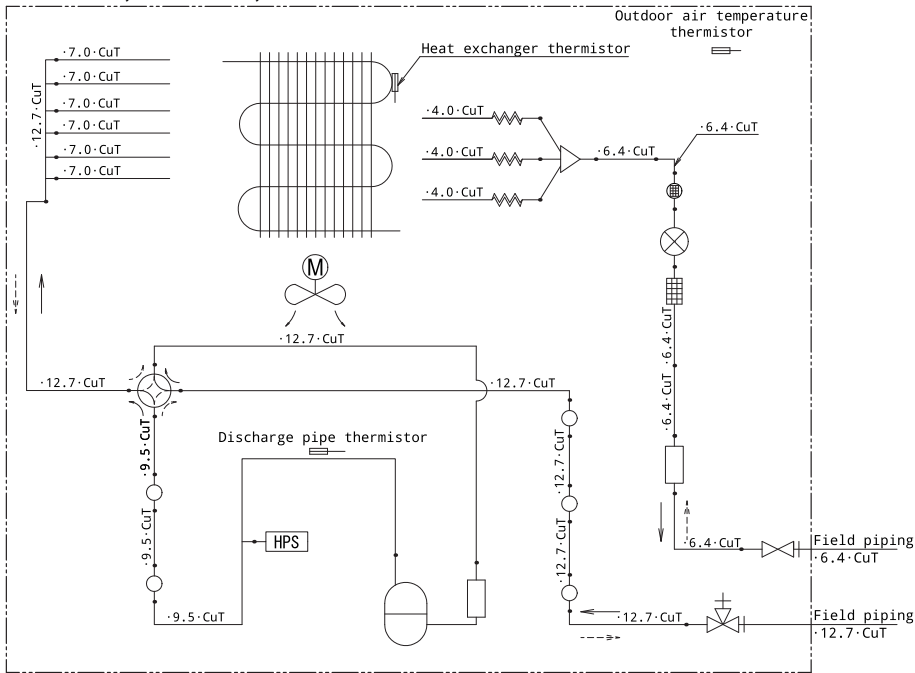 Outdoor air temperature
thermistor
Heat exchanger thermistor
·7.0·CuT
·7.0·CuT
·7.0·CuT
·7.0·CuT
·7.0·CuT
·7.0·CuT
·12.7·CuT
·4.0·CuT
·4.0·CuT
·4.0·CuT
·6.4·CuT
·6.4·CuT
M
·12.7·CuT
·12.7·CuT
·12.7·CuT
·6.4·CuT
·6.4·CuT
Discharge pipe thermistor
·9.5·CuT
·9.5·CuT
·12.7·CuT
·12.7·CuT
HPS
·9.5·CuT
·6.4·CuT
Field piping
·6.4·CuT
·12.7·CuT
Field piping
·12.7·CuT